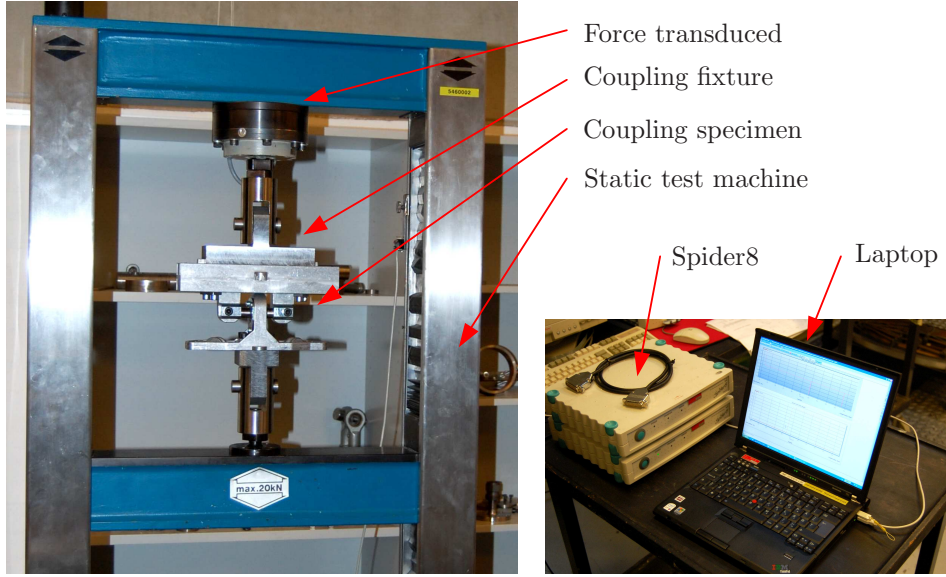 Force transduced
Coupling fixture
Coupling specimen
Static test machine
Spider8
Laptop
max.20kN